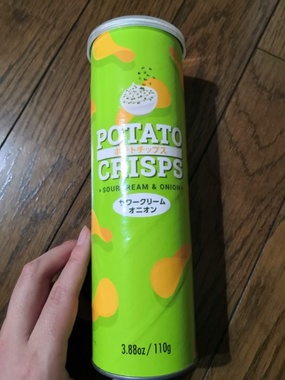 POTATO
ポテトチップス
CRISPS
• SOUR CREAM & ONION •
サワークリーム
オニオン
3.88oz / 110g